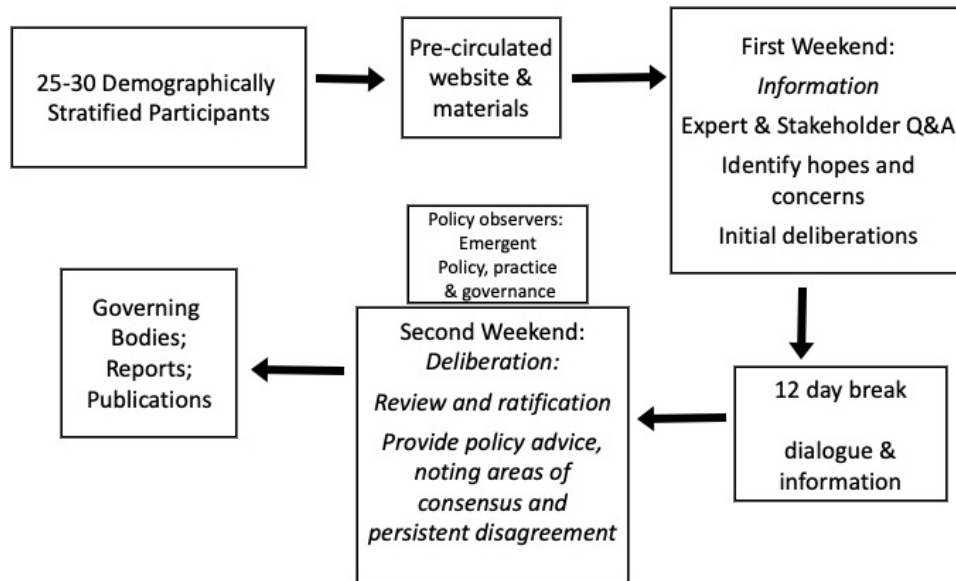 25-30 Demographically
Stratified Participants
Pre-circulated
website &
materials
First Weekend:
Information
Expert & Stakeholder Q&A
Identify hopes and
concerns
Initial deliberations
12 day break
dialogue &
information
Policy observers:
Emergent
Policy, practice
& governance
Second Weekend:
Deliberation:
Review and ratification
Provide policy advice,
noting areas of
consensus and
persistent disagreement
Governing
Bodies;
Reports;
Publications